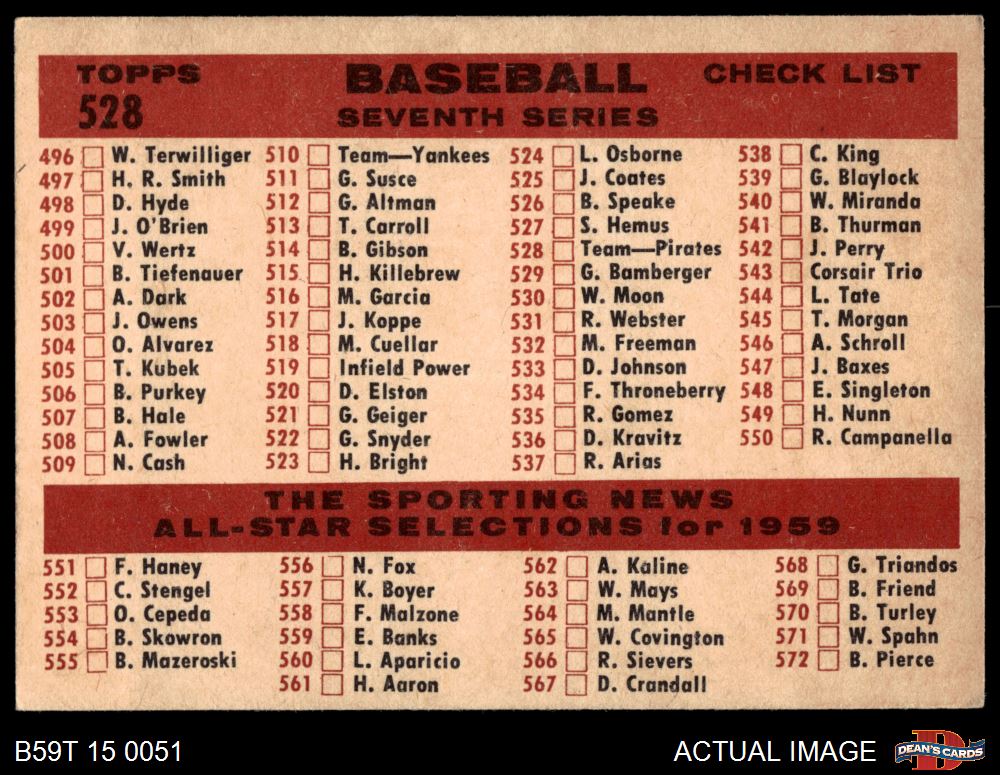 TOPPS BASEBALL CHECK LIST
528 SEVENTH SERIES
496 W. Terwilliger
497 H. R. Smith
498 D. Hyde
499 J. O'Brien
500 V. Wertz
501 B. Tiefenauer
502 A. Dark
503 J. Owens
504 O. Alvarez
505 T. Kubek
506 B. Purkey
507 B. Hale
508 A. Fowler
509 N. Cash
510 Team—Yankees
511 G. Susce
512 G. Altman
513 T. Carroll
514 B. Gibson
515 H. Killebrew
516 M. Garcia
517 J. Koppe
518 M. Cuellar
519 Infield Power
520 D. Elston
521 G. Geiger
522 G. Snyder
523 H. Bright
524 L. Osborne
525 J. Coates
526 B. Speake
527 S. Hemus
528 Team—Pirates
529 G. Bamberger
530 W. Moon
531 R. Webster
532 M. Freeman
533 D. Johnson
534 F. Throneberry
535 R. Gomez
536 D. Kravitz
537 R. Arias
538 C. King
539 G. Blaylock
540 W. Miranda
541 B. Thurman
542 J. Perry
543 Corsair Trio
544 L. Tate
545 T. Morgan
546 A. Schroll
547 J. Baxes
548 E. Singleton
549 H. Nunn
550 R. Campanella
THE SPORTING NEWS
ALL-STAR SELECTIONS for 1959
551 F. Haney
552 C. Stengel
553 O. Cepeda
554 B. Skowron
555 B. Mazeroski
556 N. Fox
557 K. Boyer
558 F. Malzone
559 E. Banks
560 L. Aparicio
561 H. Aaron
562 A. Kaline
563 W. Mays
564 M. Mantle
565 W. Covington
566 R. Sievers
567 D. Crandall
568 G. Triandos
569 B. Friend
570 B. Turley
571 W. Spahn
572 B. Pierce
B59T 15 0051
ACTUAL IMAGE
D
DEAN'S CARDS